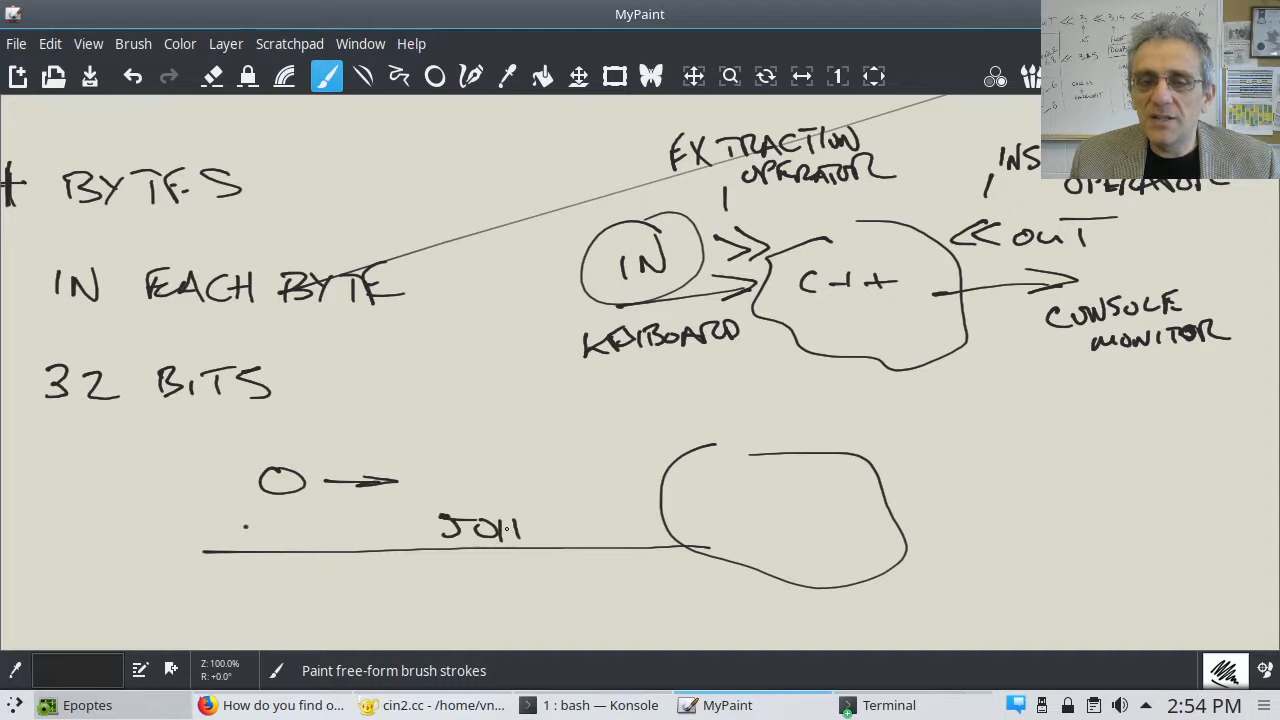 MyPaint
File Edit View Brush Color Layer Scratchpad Window Help
BYTES
IN EACH BYTE
32 BITS
EXTRACTION
OPERATOR
IN
>>
C++
KEYBOARD
INS
OPERATOR
<< OUT
CONSOLE
MONITOR
JOH
Z: 100.0%
R: +0.0°
Paint free-form brush strokes
Epoptes
How do you find o...
cin2.cc - /home/vn...
1 : bash — Konsole
MyPaint
Terminal
2:54 PM